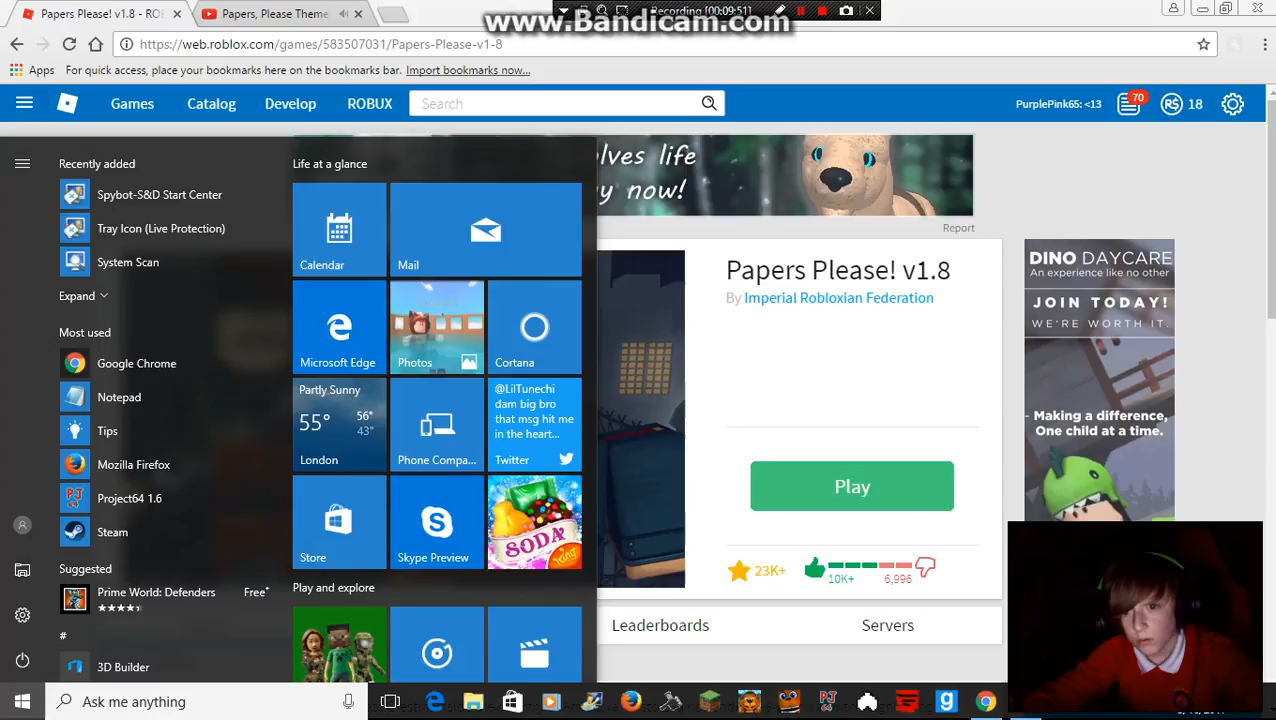 Papers Please! v1.8 - ROE
Papers, Please Theme
Recording [00:09:51]
www.Bandicam.com
https://web.roblox.com/games/583507031/Papers-Please-v1-8
Apps
For quick access, place your bookmarks here on the bookmarks bar. Import bookmarks now...
Games
Catalog
Develop
ROBUX
Search
PurplePink65: <13
70
R$ 18
olves life
y now!
Report
Recently added
Spybot-S&D Start Center
Tray Icon (Live Protection)
System Scan
Expand
Most used
Google Chrome
Notepad
Tips
Mozilla Firefox
Project64 1.6
Steam
Suggested
Prime World: Defenders
Free*
#
3D Builder
Life at a glance
Calendar
Mail
Microsoft Edge
Photos
Cortana
Partly Sunny
55°
56°
43°
London
Phone Compa...
@LilTunechi
dam big bro
that msg hit me
in the heart...
Twitter
Store
Skype Preview
SODA
King
Play and explore
Papers Please! v1.8
By Imperial Robloxian Federation
Play
23K+
10K+
6,996
Leaderboards
Servers
DINO DAYCARE
An experience like no other
JOIN TODAY!
WE'RE WORTH IT.
Making a difference,
One child at a time.
Ask me anything